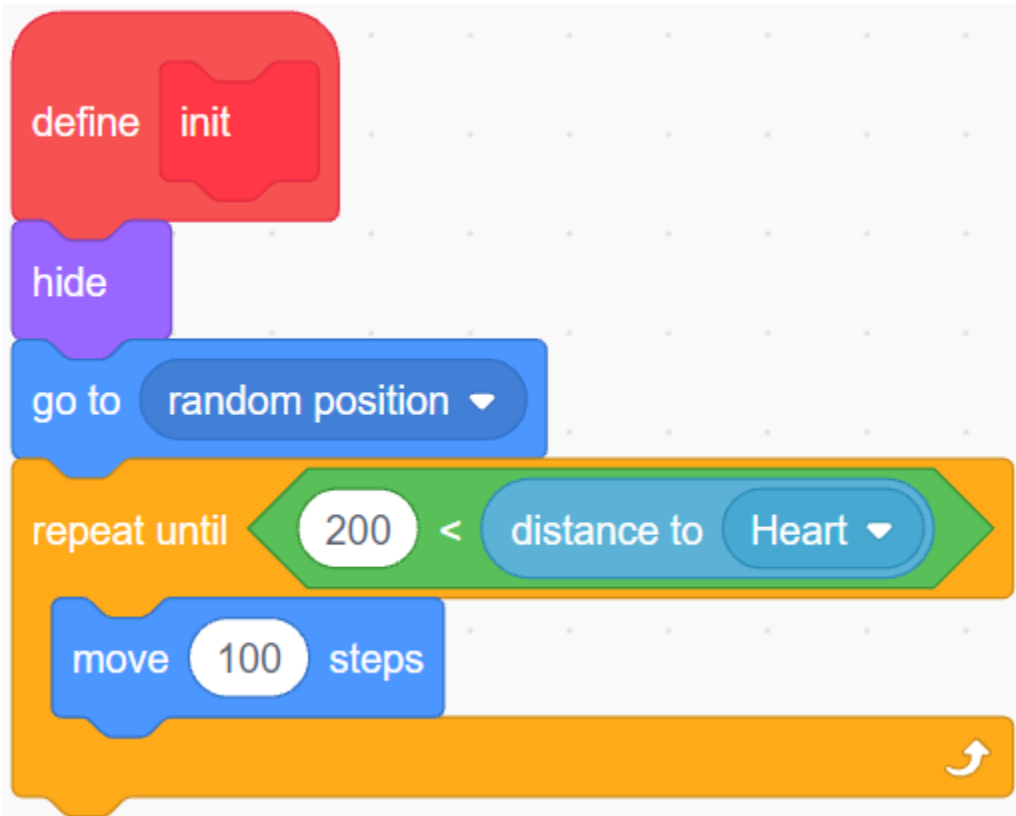 define init
hide
go to random position
repeat until 200 < distance to Heart
move 100 steps